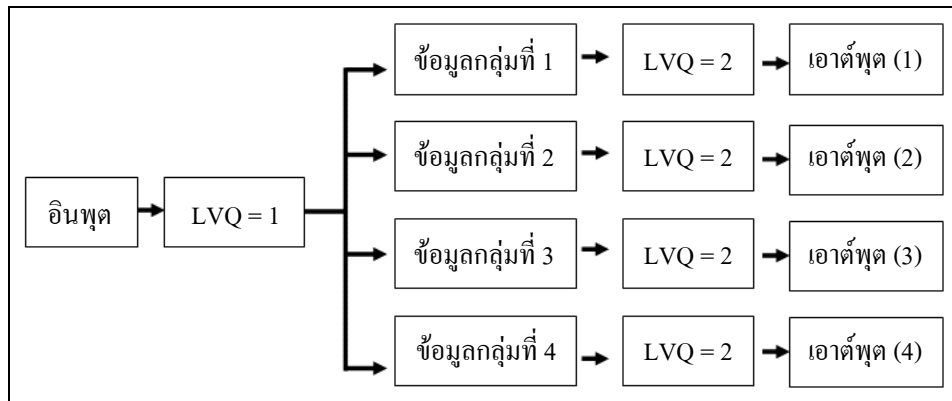 ข้อมูลกลุ่มที่ 1
LVQ = 2
เอาต์พุต (1)
ข้อมูลกลุ่มที่ 2
LVQ = 2
เอาต์พุต (2)
อินพุต
LVQ = 1
ข้อมูลกลุ่มที่ 3
LVQ = 2
เอาต์พุต (3)
ข้อมูลกลุ่มที่ 4
LVQ = 2
เอาต์พุต (4)